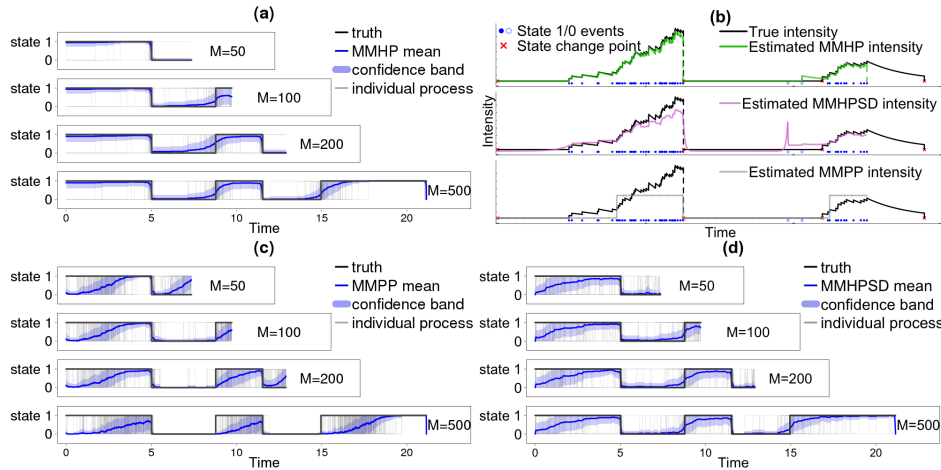 (a)
state 1
0
M=50
truth
MMHP mean
confidence band
individual process
state 1
0
M=100
state 1
0
M=200
state 1
0
M=500
0 5 10 15 20
Time
(b)
State 1/0 events
State change point
True intensity
Estimated MMHP intensity
Estimated MMHPSD intensity
Estimated MMPP intensity
Intensity
Time
(c)
state 1
0
M=50
truth
MMPP mean
confidence band
individual process
state 1
0
M=100
state 1
0
M=200
state 1
0
M=500
0 5 10 15 20
Time
(d)
state 1
0
M=50
truth
MMHPSD mean
confidence band
individual process
state 1
0
M=100
state 1
0
M=200
state 1
0
M=500
0 5 10 15 20
Time